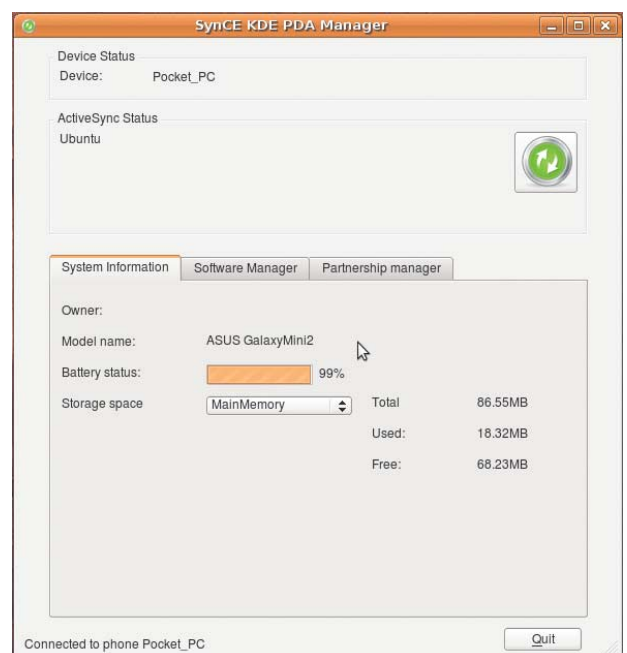 SynCE KDE PDA Manager
Device Status
Device: Pocket_PC
ActiveSync Status
Ubuntu
System Information Software Manager Partnership manager
Owner:
Model name: ASUS GalaxyMini2
Battery status: 99%
Storage space MainMemory Total 86.55MB
Used: 18.32MB
Free: 68.23MB
Connected to phone Pocket_PC Quit